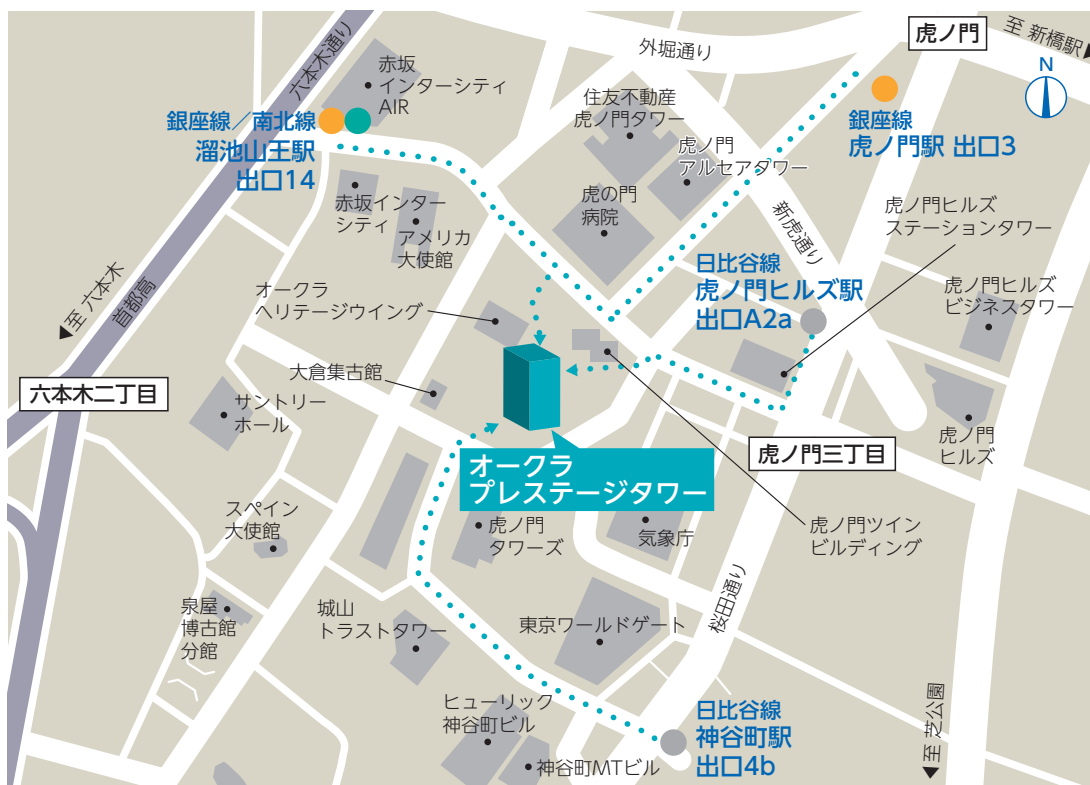 六本木通り
赤坂
インターシティ
AIR
外堀通り
虎ノ門
至 新橋駅▶
N
銀座線／南北線
溜池山王駅
出口14
住友不動産
虎ノ門タワー
虎ノ門
アルセアタワー
銀座線
虎ノ門駅 出口3
赤坂インター
シティ
アメリカ
大使館
虎の門
病院
新虎通り
虎ノ門ヒルズ
ステーションタワー
日比谷線
虎ノ門ヒルズ駅
出口A2a
虎ノ門ヒルズ
ビジネスタワー
◀至 六本木
首都高
オークラ
ヘリテージウイング
大倉集古館
六本木二丁目
サントリー
ホール
オークラ
プレステージタワー
虎ノ門三丁目
虎ノ門
ヒルズ
スペイン
大使館
虎ノ門
タワーズ
気象庁
虎ノ門ツイン
ビルディング
泉屋
博古館
分館
城山
トラストタワー
東京ワールドゲート
桜田通り
ヒューリック
神谷町ビル
神谷町MTビル
日比谷線
神谷町駅
出口4b
◀至 芝公園